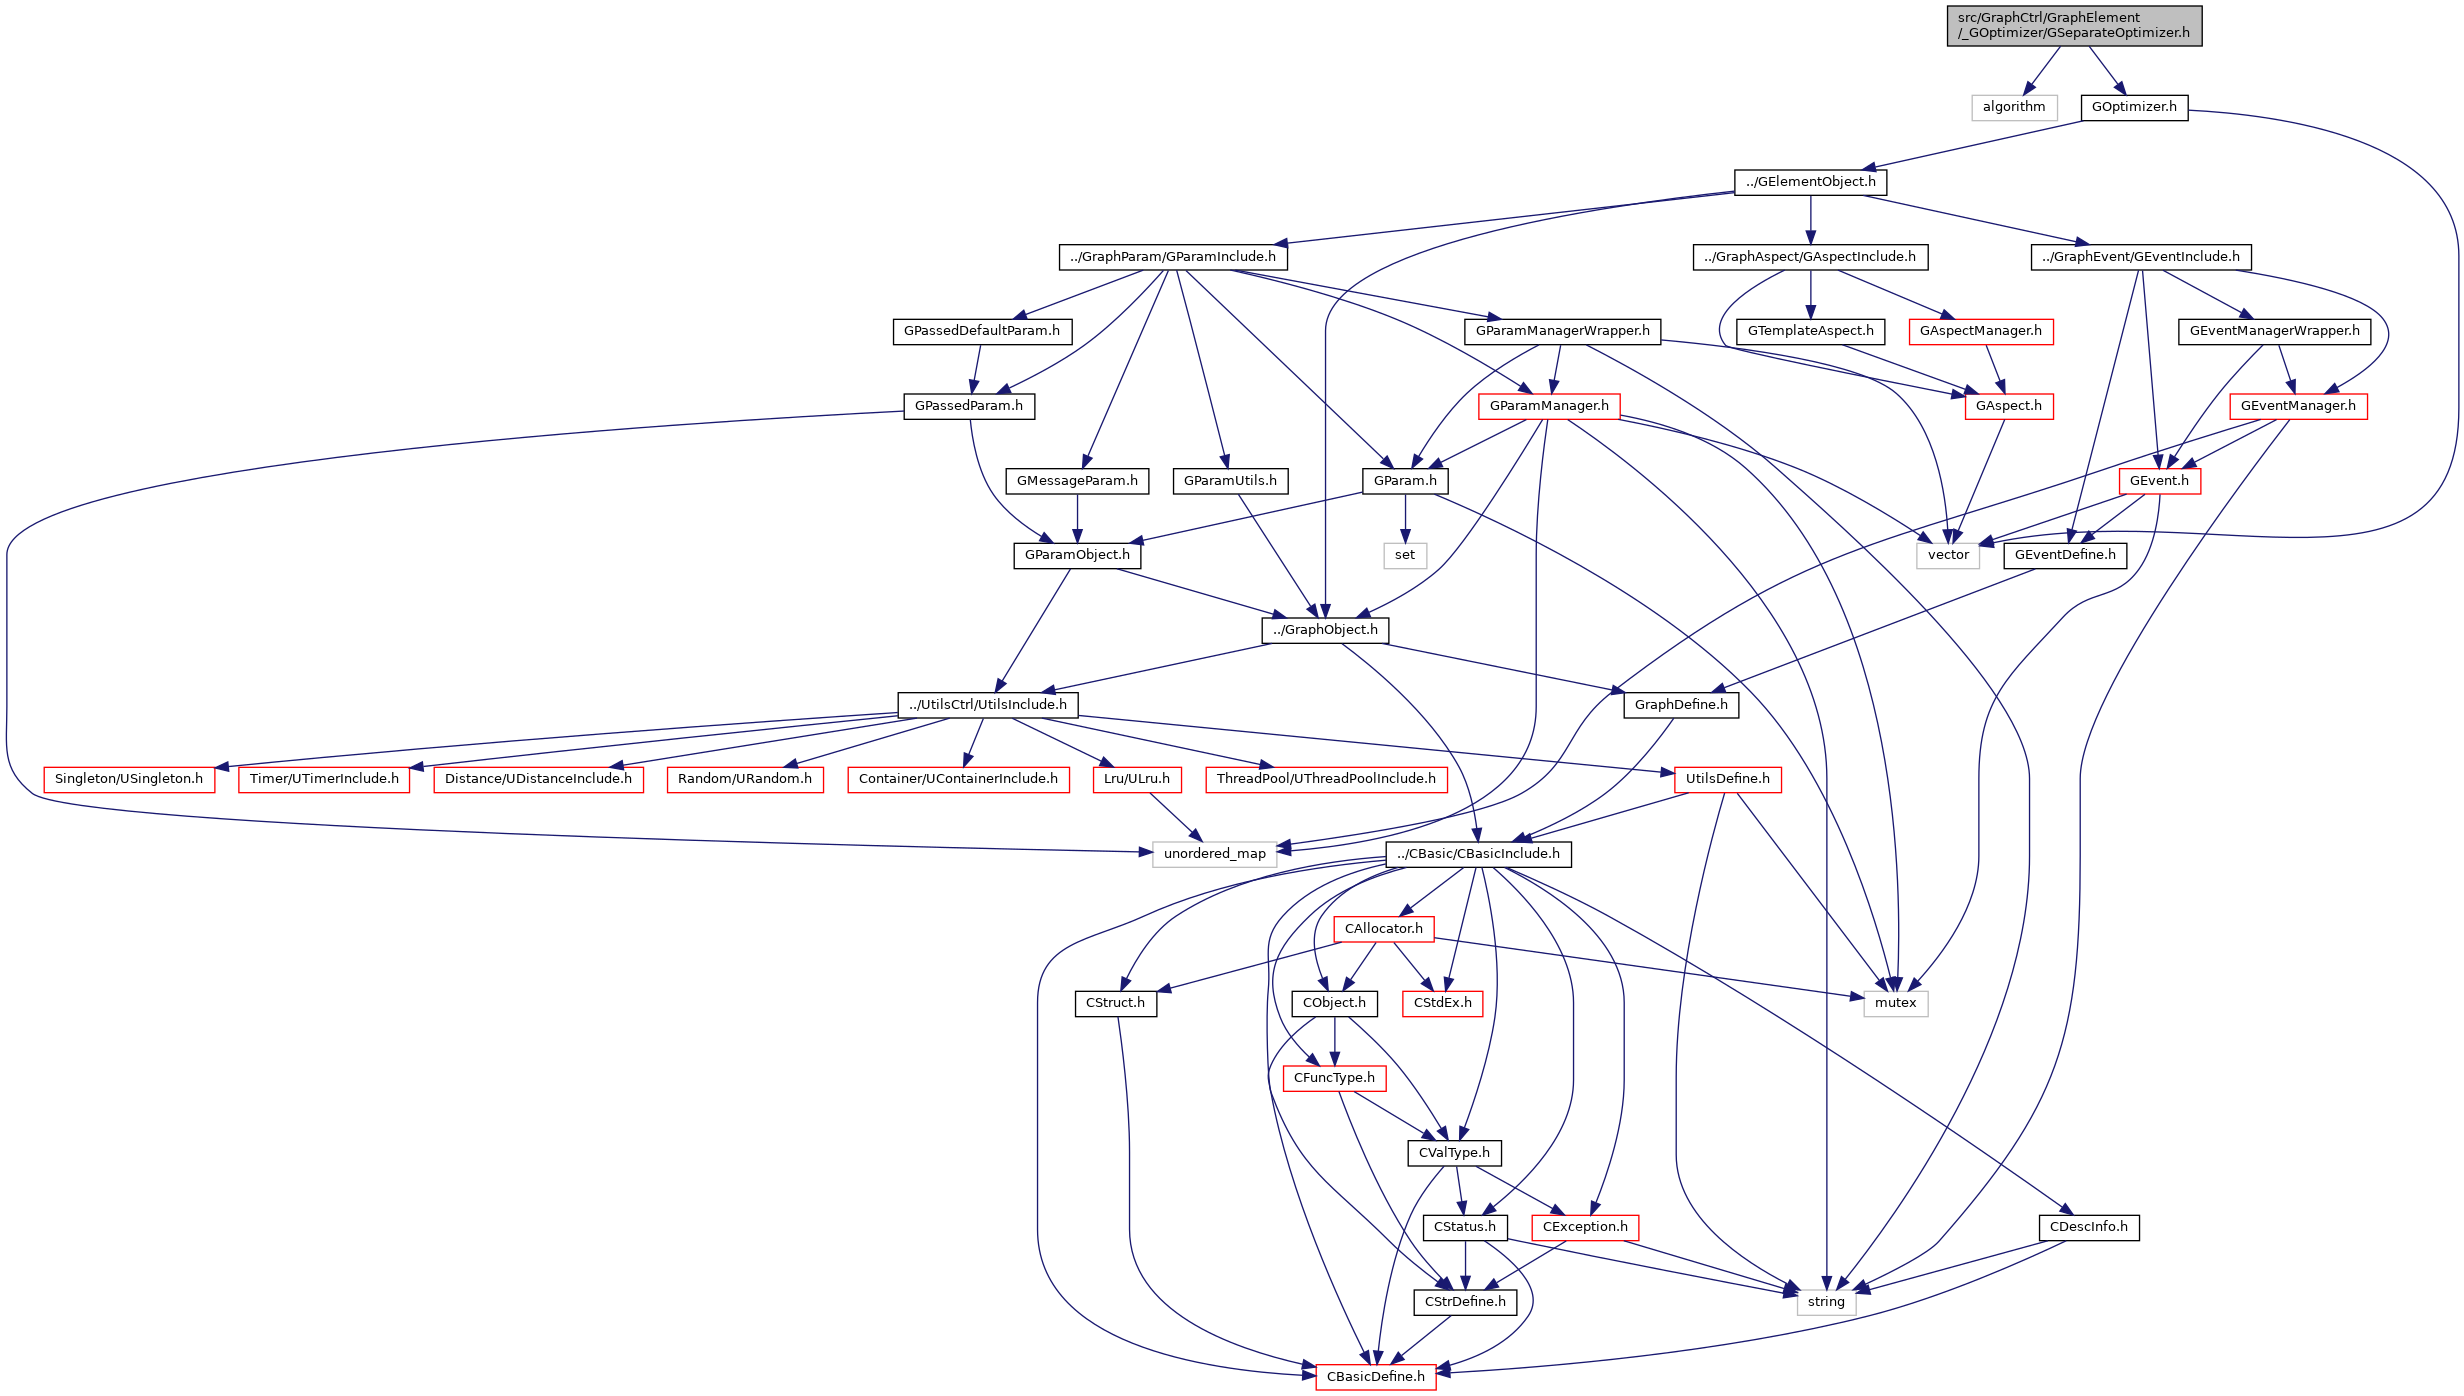 src/GraphCtrl/GraphElement
/_GOptimizer/GSeparateOptimizer.h
algorithm
GOptimizer.h
../GElementObject.h
../GraphParam/GParamInclude.h
../GraphAspect/GAspectInclude.h
../GraphEvent/GEventInclude.h
GPassedDefaultParam.h
GParamManagerWrapper.h
GTemplateAspect.h
GAspectManager.h
GEventManagerWrapper.h
GPassedParam.h
GParamManager.h
GAspect.h
GEventManager.h
GMessageParam.h
GParamUtils.h
GParam.h
GEvent.h
GParamObject.h
set
vector
GEventDefine.h
../GraphObject.h
../UtilsCtrl/UtilsInclude.h
GraphDefine.h
Singleton/USingleton.h
Timer/UTimerInclude.h
Distance/UDistanceInclude.h
Random/URandom.h
Container/UContainerInclude.h
Lru/ULru.h
ThreadPool/UThreadPoolInclude.h
UtilsDefine.h
unordered_map
../CBasic/CBasicInclude.h
CAllocator.h
CStruct.h
CObject.h
CStdEx.h
mutex
CFuncType.h
CValType.h
CStatus.h
CException.h
CDescInfo.h
CStrDefine.h
string
CBasicDefine.h